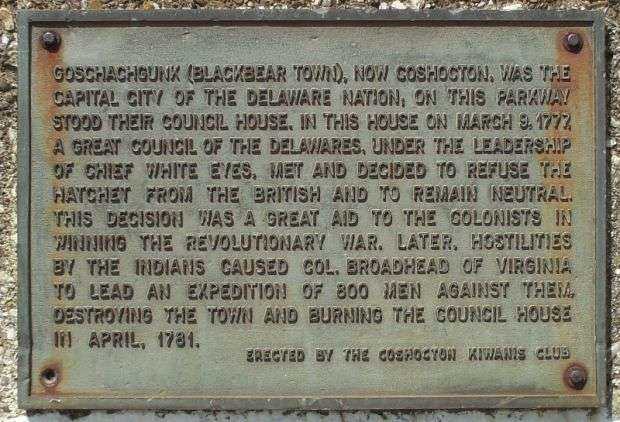 GOSCHACHGUNK (BLACKBEAR TOWN), NOW COSHOCTON, WAS THE
CAPITAL CITY OF THE DELAWARE NATION; ON THIS PARKWAY
STOOD THEIR COUNCIL HOUSE. IN THIS HOUSE ON MARCH 9, 1777,
A GREAT COUNCIL OF THE DELAWARES, UNDER THE LEADERSHIP
OF CHIEF WHITE EYES, MET AND DECIDED TO REFUSE THE
HATCHET FROM THE BRITISH AND TO REMAIN NEUTRAL.
THIS DECISION WAS A GREAT AID TO THE COLONISTS IN
WINNING THE REVOLUTIONARY WAR. LATER, HOSTILITIES
BY THE INDIANS CAUSED COL. BROADHEAD OF VIRGINIA
TO LEAD AN EXPEDITION OF 800 MEN AGAINST THEM,
DESTROYING THE TOWN AND BURNING THE COUNCIL HOUSE
IN APRIL, 1781.
ERECTED BY THE COSHOCTON KIWANIS CLUB